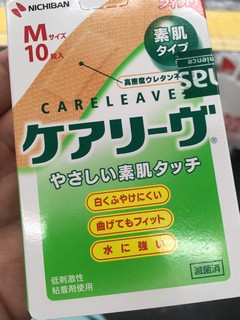 NICHIBAN
Mサイズ
10枚入
素肌
タイプ
高密度ウレタン不
CARELEAVES
ケアリーヴ®
やさしい素肌タッチ
白くふやけにくい
曲げてもフィット
水に強い
低刺激性
粘着剤使用
滅菌済